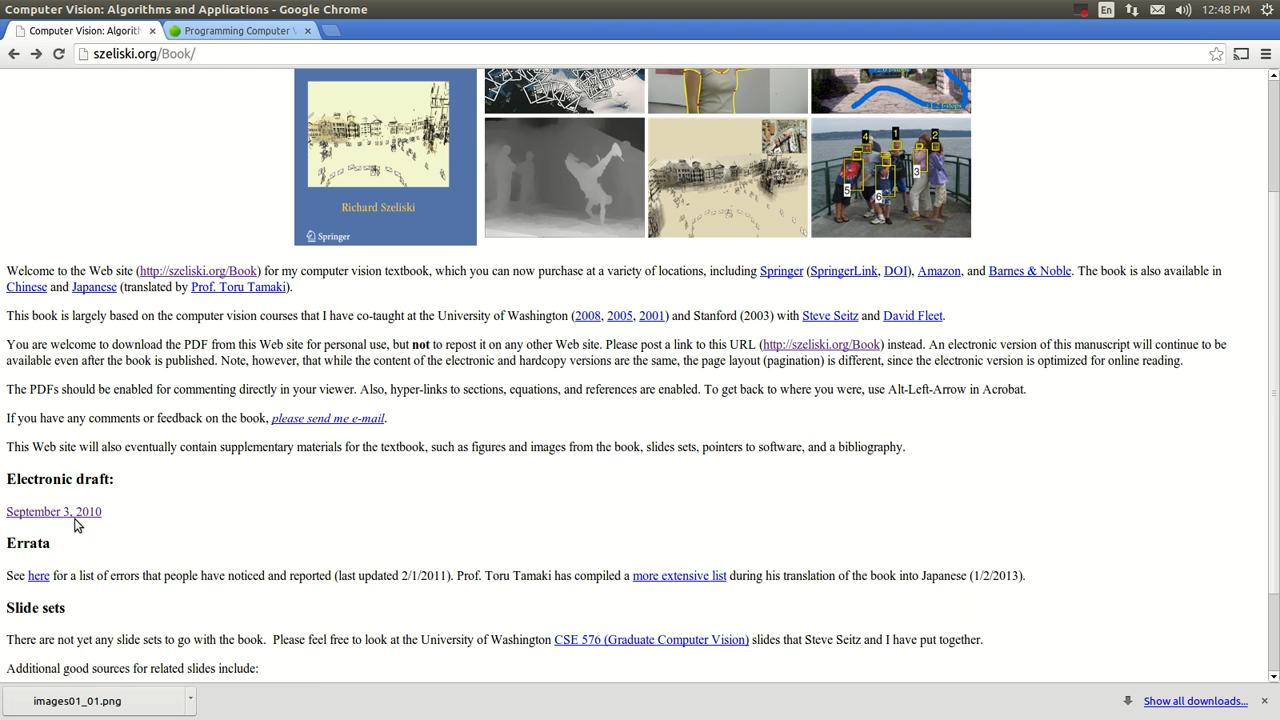 Computer Vision: Algorithms and Applications - Google Chrome
En
12:48 PM
Computer Vision: Algorith
Programming Computer V
szeliski.org/Book/
Richard Szeliski
Springer
4 1 2
5 6 3
Welcome to the Web site (http://szeliski.org/Book) for my computer vision textbook, which you can now purchase at a variety of locations, including Springer (SpringerLink, DOI), Amazon, and Barnes & Noble. The book is also available in
Chinese and Japanese (translated by Prof. Toru Tamaki).
This book is largely based on the computer vision courses that I have co-taught at the University of Washington (2008, 2005, 2001) and Stanford (2003) with Steve Seitz and David Fleet.
You are welcome to download the PDF from this Web site for personal use, but not to repost it on any other Web site. Please post a link to this URL (http://szeliski.org/Book) instead. An electronic version of this manuscript will continue to be
available even after the book is published. Note, however, that while the content of the electronic and hardcopy versions are the same, the page layout (pagination) is different, since the electronic version is optimized for online reading.
The PDFs should be enabled for commenting directly in your viewer. Also, hyper-links to sections, equations, and references are enabled. To get back to where you were, use Alt-Left-Arrow in Acrobat.
If you have any comments or feedback on the book, please send me e-mail.
This Web site will also eventually contain supplementary materials for the textbook, such as figures and images from the book, slides sets, pointers to software, and a bibliography.
Electronic draft:
September 3, 2010
Errata
See here for a list of errors that people have noticed and reported (last updated 2/1/2011). Prof. Toru Tamaki has compiled a more extensive list during his translation of the book into Japanese (1/2/2013).
Slide sets
There are not yet any slide sets to go with the book. Please feel free to look at the University of Washington CSE 576 (Graduate Computer Vision) slides that Steve Seitz and I have put together.
Additional good sources for related slides include:
images01_01.png
Show all downloads...